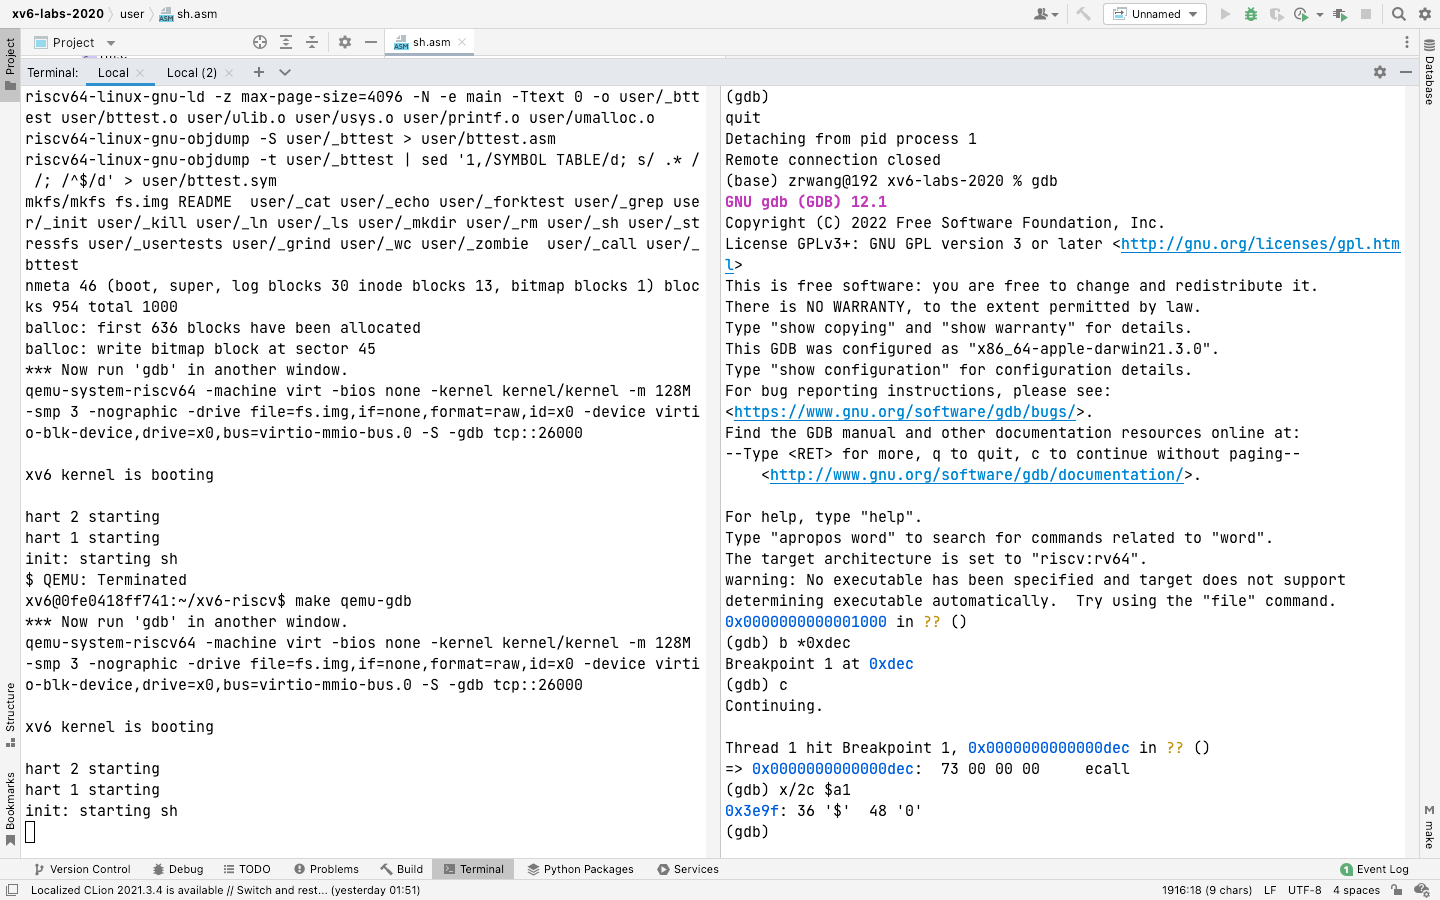 xv6-labs-2020 〉 user 〉 sh.asm
Unnamed
Project
sh.asm
Terminal: Local × Local (2) ×
riscv64-linux-gnu-ld -z max-page-size=4096 -N -e main -Ttext 0 -o user/_btt
est user/bttest.o user/ulib.o user/usys.o user/printf.o user/umalloc.o
riscv64-linux-gnu-objdump -S user/_bttest > user/bttest.asm
riscv64-linux-gnu-objdump -t user/_bttest | sed '1,/SYMBOL TABLE/d; s/ .* /
 /; /^$/d' > user/bttest.sym
mkfs/mkfs fs.img README  user/_cat user/_echo user/_forktest user/_grep use
r/_init user/_kill user/_ln user/_ls user/_mkdir user/_rm user/_sh user/_st
ressfs user/_usertests user/_grind user/_wc user/_zombie  user/_call user/_
bttest
nmeta 46 (boot, super, log blocks 30 inode blocks 13, bitmap blocks 1) bloc
ks 954 total 1000
balloc: first 636 blocks have been allocated
balloc: write bitmap block at sector 45
*** Now run 'gdb' in another window.
qemu-system-riscv64 -machine virt -bios none -kernel kernel/kernel -m 128M
-smp 3 -nographic -drive file=fs.img,if=none,format=raw,id=x0 -device virti
o-blk-device,drive=x0,bus=virtio-mmio-bus.0 -S -gdb tcp::26000
xv6 kernel is booting
hart 2 starting
hart 1 starting
init: starting sh
$ QEMU: Terminated
xv6@0fe0418ff741:~/xv6-riscv$ make qemu-gdb
*** Now run 'gdb' in another window.
qemu-system-riscv64 -machine virt -bios none -kernel kernel/kernel -m 128M
-smp 3 -nographic -drive file=fs.img,if=none,format=raw,id=x0 -device virti
o-blk-device,drive=x0,bus=virtio-mmio-bus.0 -S -gdb tcp::26000
xv6 kernel is booting
hart 2 starting
hart 1 starting
init: starting sh
(gdb)
quit
Detaching from pid process 1
Remote connection closed
(base) zrwang@192 xv6-labs-2020 % gdb
GNU gdb (GDB) 12.1
Copyright (C) 2022 Free Software Foundation, Inc.
License GPLv3+: GNU GPL version 3 or later <http://gnu.org/licenses/gpl.htm
l>
This is free software: you are free to change and redistribute it.
There is NO WARRANTY, to the extent permitted by law.
Type "show copying" and "show warranty" for details.
This GDB was configured as "x86_64-apple-darwin21.3.0".
Type "show configuration" for configuration details.
For bug reporting instructions, please see:
<https://www.gnu.org/software/gdb/bugs/>.
Find the GDB manual and other documentation resources online at:
--Type <RET> for more, q to quit, c to continue without paging--
    <http://www.gnu.org/software/gdb/documentation/>.
For help, type "help".
Type "apropos word" to search for commands related to "word".
The target architecture is set to "riscv:rv64".
warning: No executable has been specified and target does not support
determining executable automatically.  Try using the "file" command.
0x0000000000001000 in ?? ()
(gdb) b *0xdec
Breakpoint 1 at 0xdec
(gdb) c
Continuing.
Thread 1 hit Breakpoint 1, 0x0000000000000dec in ?? ()
=> 0x0000000000000dec:  73 00 00 00     ecall
(gdb) x/2c $a1
0x3e9f: 36 '$'  48 '0'
(gdb)
Project
Structure
Bookmarks
Database
M make
Version Control
Debug
TODO
Problems
Build
Terminal
Python Packages
Services
1 Event Log
Localized CLion 2021.3.4 is available // Switch and rest... (yesterday 01:51)
1916:18 (9 chars) LF UTF-8 4 spaces